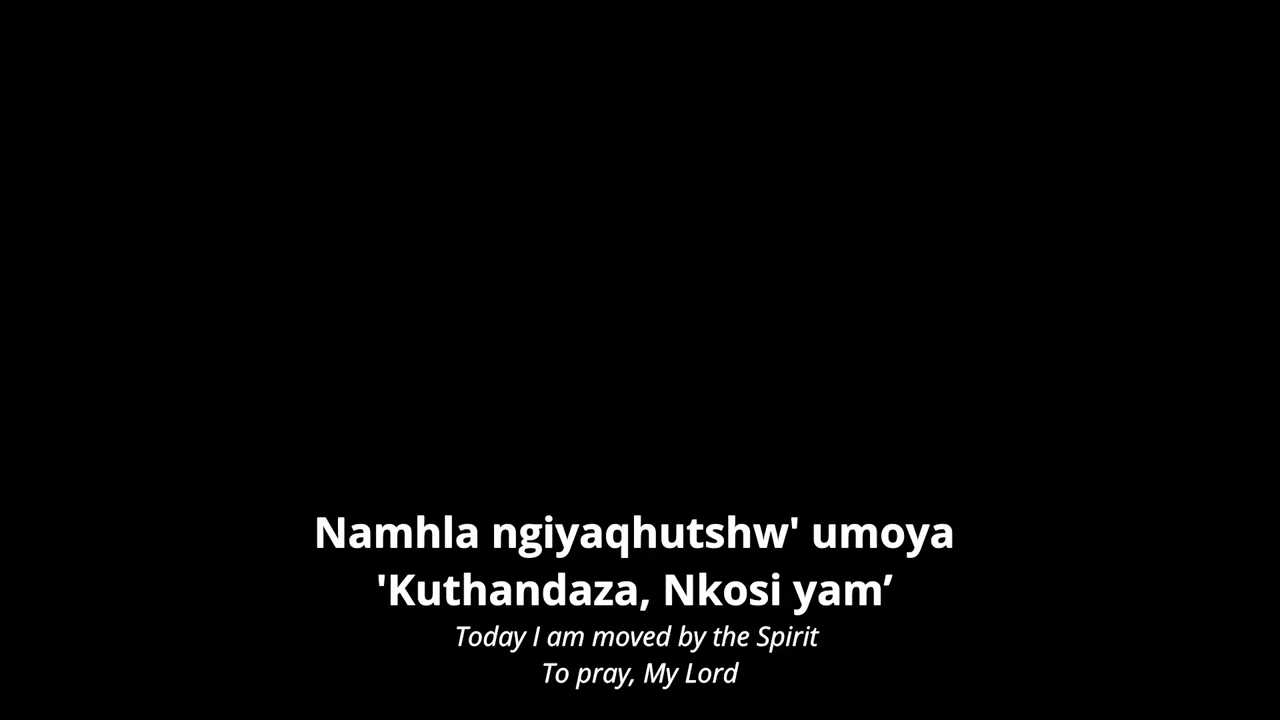 Namhla ngiyaqhutshw' umoya
'Kuthandaza, Nkosi yam’
Today I am moved by the Spirit
To pray, My Lord